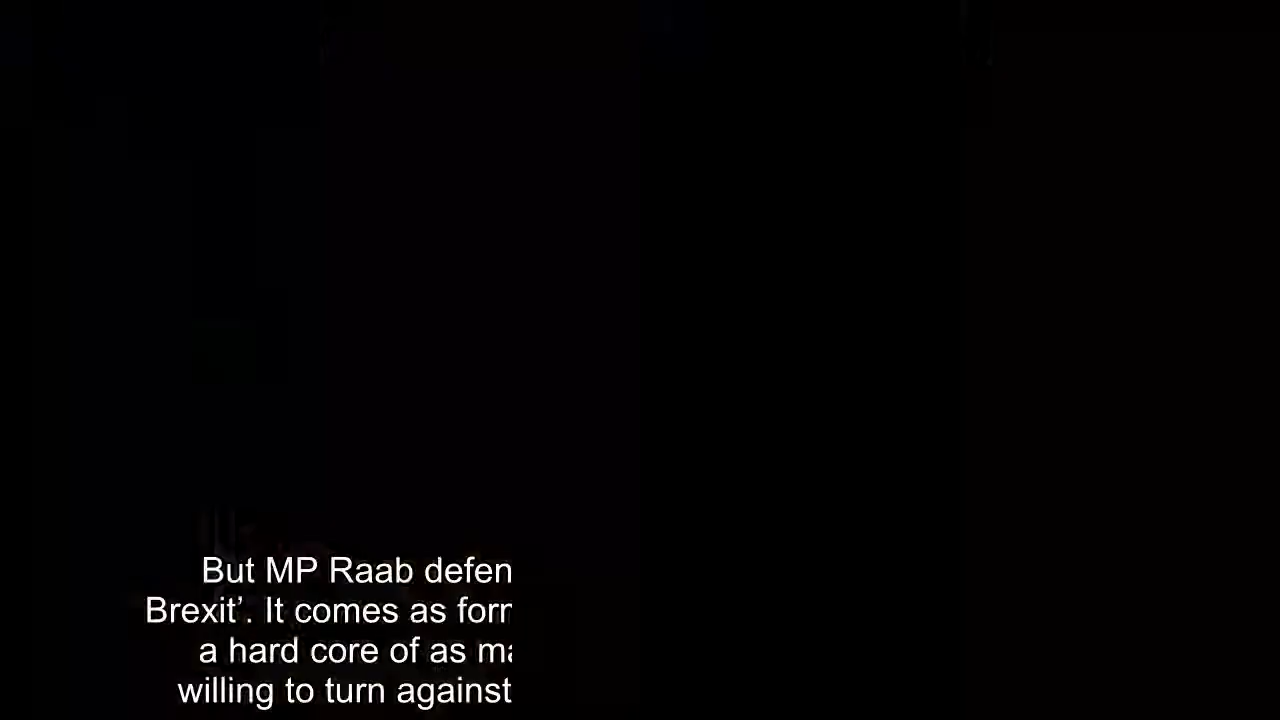 But MP Raab defen
Brexit’. It comes as forr
a hard core of as ma
willing to turn against